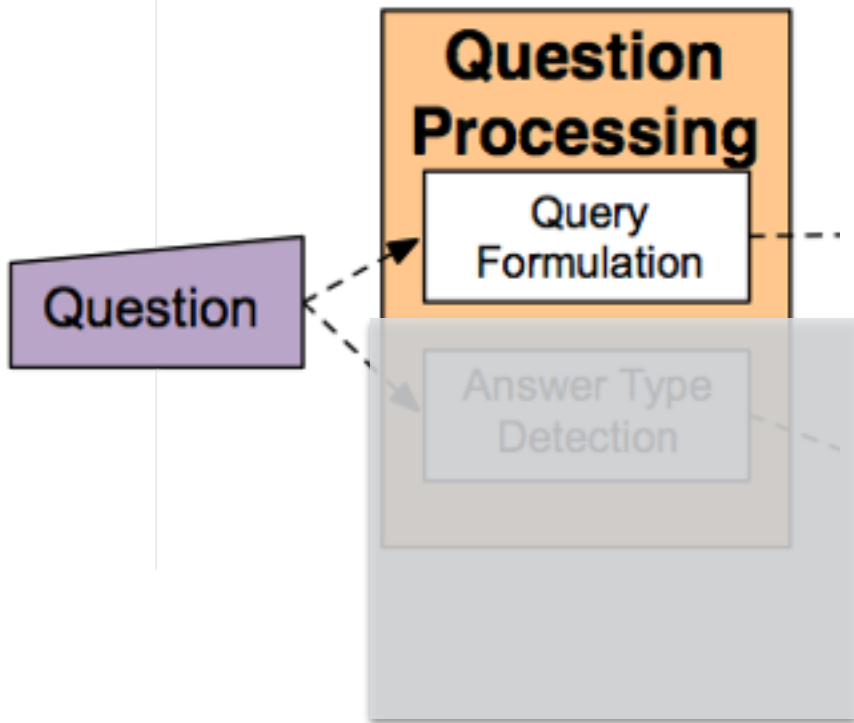 Question
Processing
Query
Formulation
Question
Answer Type
Detection